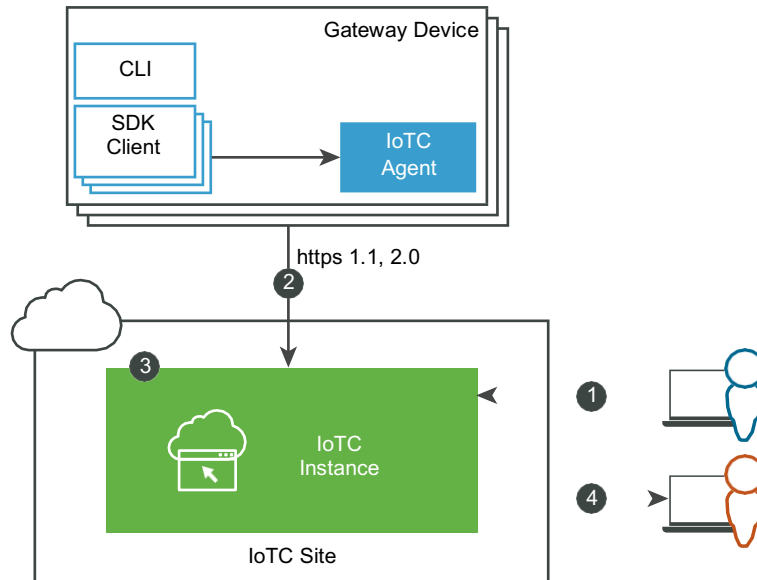 Gateway Device
CLI
SDK
Client
IoTC
Agent
https 1.1, 2.0
2
3
1
IoTC
Instance
4
IoTC Site